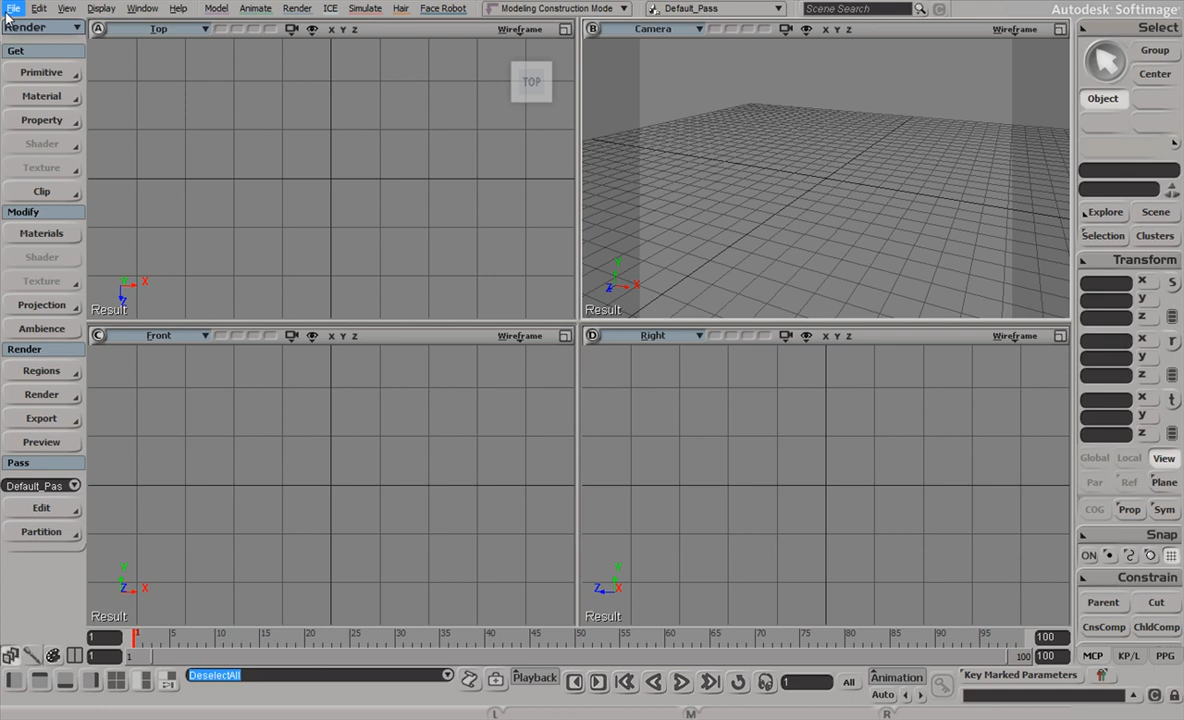 File Edit View Display Window Help Model Animate Render ICE Simulate Hair Face Robot Modeling Construction Mode Default_Pass Scene Search Autodesk Softimage
Render
Get
Primitive
Material
Property
Shader
Texture
Clip
Modify
Materials
Shader
Texture
Projection
Ambience
Render
Regions
Render
Export
Preview
Pass
Default_Pas
Edit
Partition
A Top X Y Z Wireframe
TOP
Y X
Z
Result
B Camera X Y Z Wireframe
Y
Z X
Result
C Front X Y Z Wireframe
Y
Z X
Result
D Right X Y Z Wireframe
Y
Z X
Result
Select
Group
Center
Object
Explore Scene
Selection Clusters
Transform
x s
y
z
x r
y
z
x t
y
z
Global Local View
Par Ref Plane
COG Prop Sym
Snap
ON
Constrain
Parent Cut
CnsComp ChldComp
MCP KP/L PPG
1 1 5 10 15 20 25 30 35 40 45 50 55 60 65 70 75 80 85 90 95 100
1 1 100 100
DeselectAll Playback 1 All Animation Key Marked Parameters
Auto
L M R